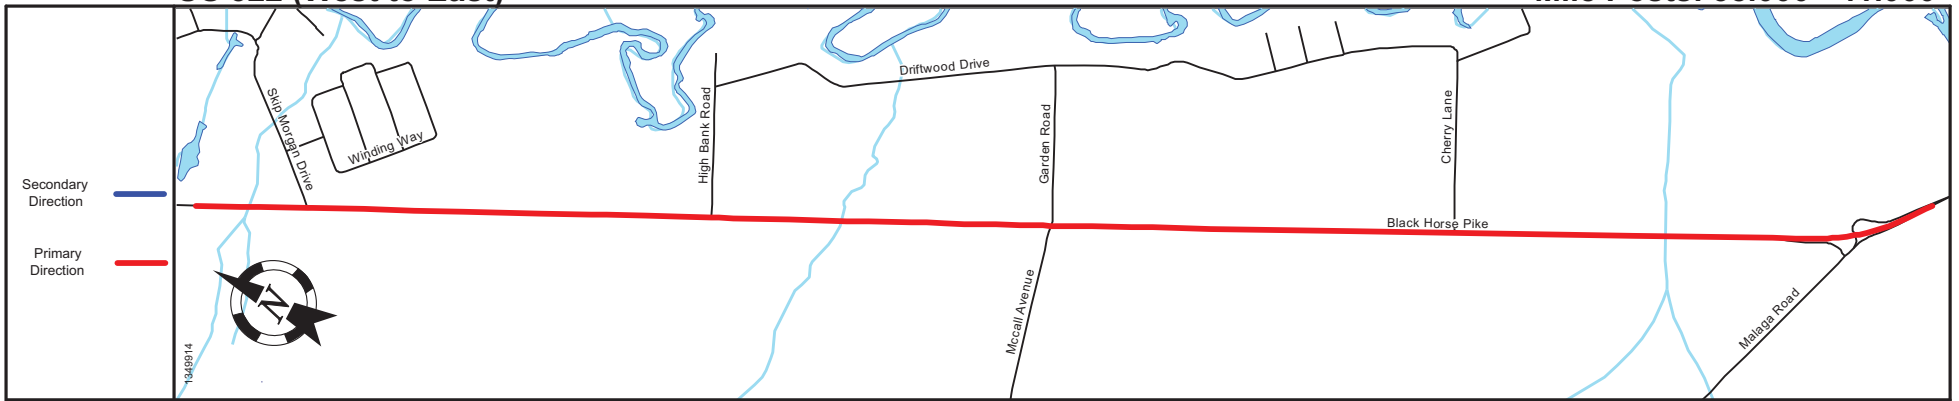 Secondary
Direction
Primary
Direction
Skip Morgan Drive
Winding Way
High Bank Road
Driftwood Drive
Garden Road
Cherry Lane
Black Horse Pike
Mccall Avenue
Malaga Road
N
1349914